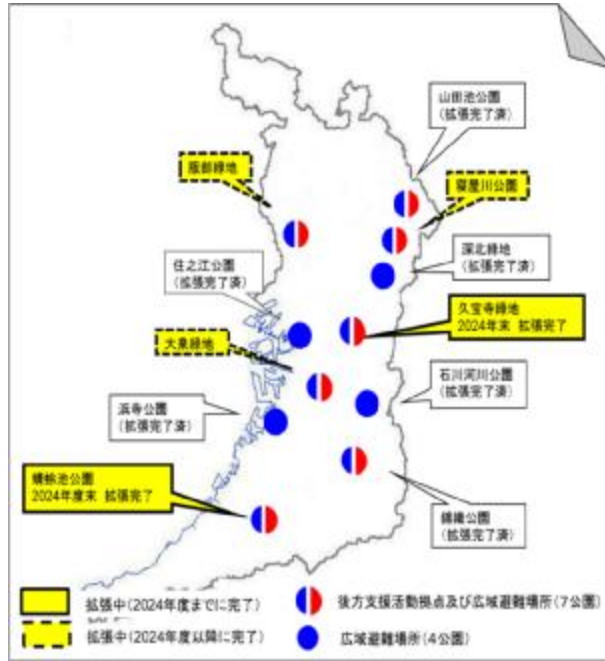 山田池公園
(拡張完了済)
服部緑地
寝屋川公園
住之江公園
(拡張完了済)
深北緑地
(拡張完了済)
久宝寺緑地
2024年末 拡張完了
大泉緑地
石川河川公園
(拡張完了済)
浜寺公園
(拡張完了済)
蜻蛉池公園
2024年度末 拡張完了
錦織公園
(拡張完了済)
拡張中(2024年度までに完了)
後方支援活動拠点及び広域避難場所(7公園)
拡張中(2024年度以降に完了)
広域避難場所(4公園)